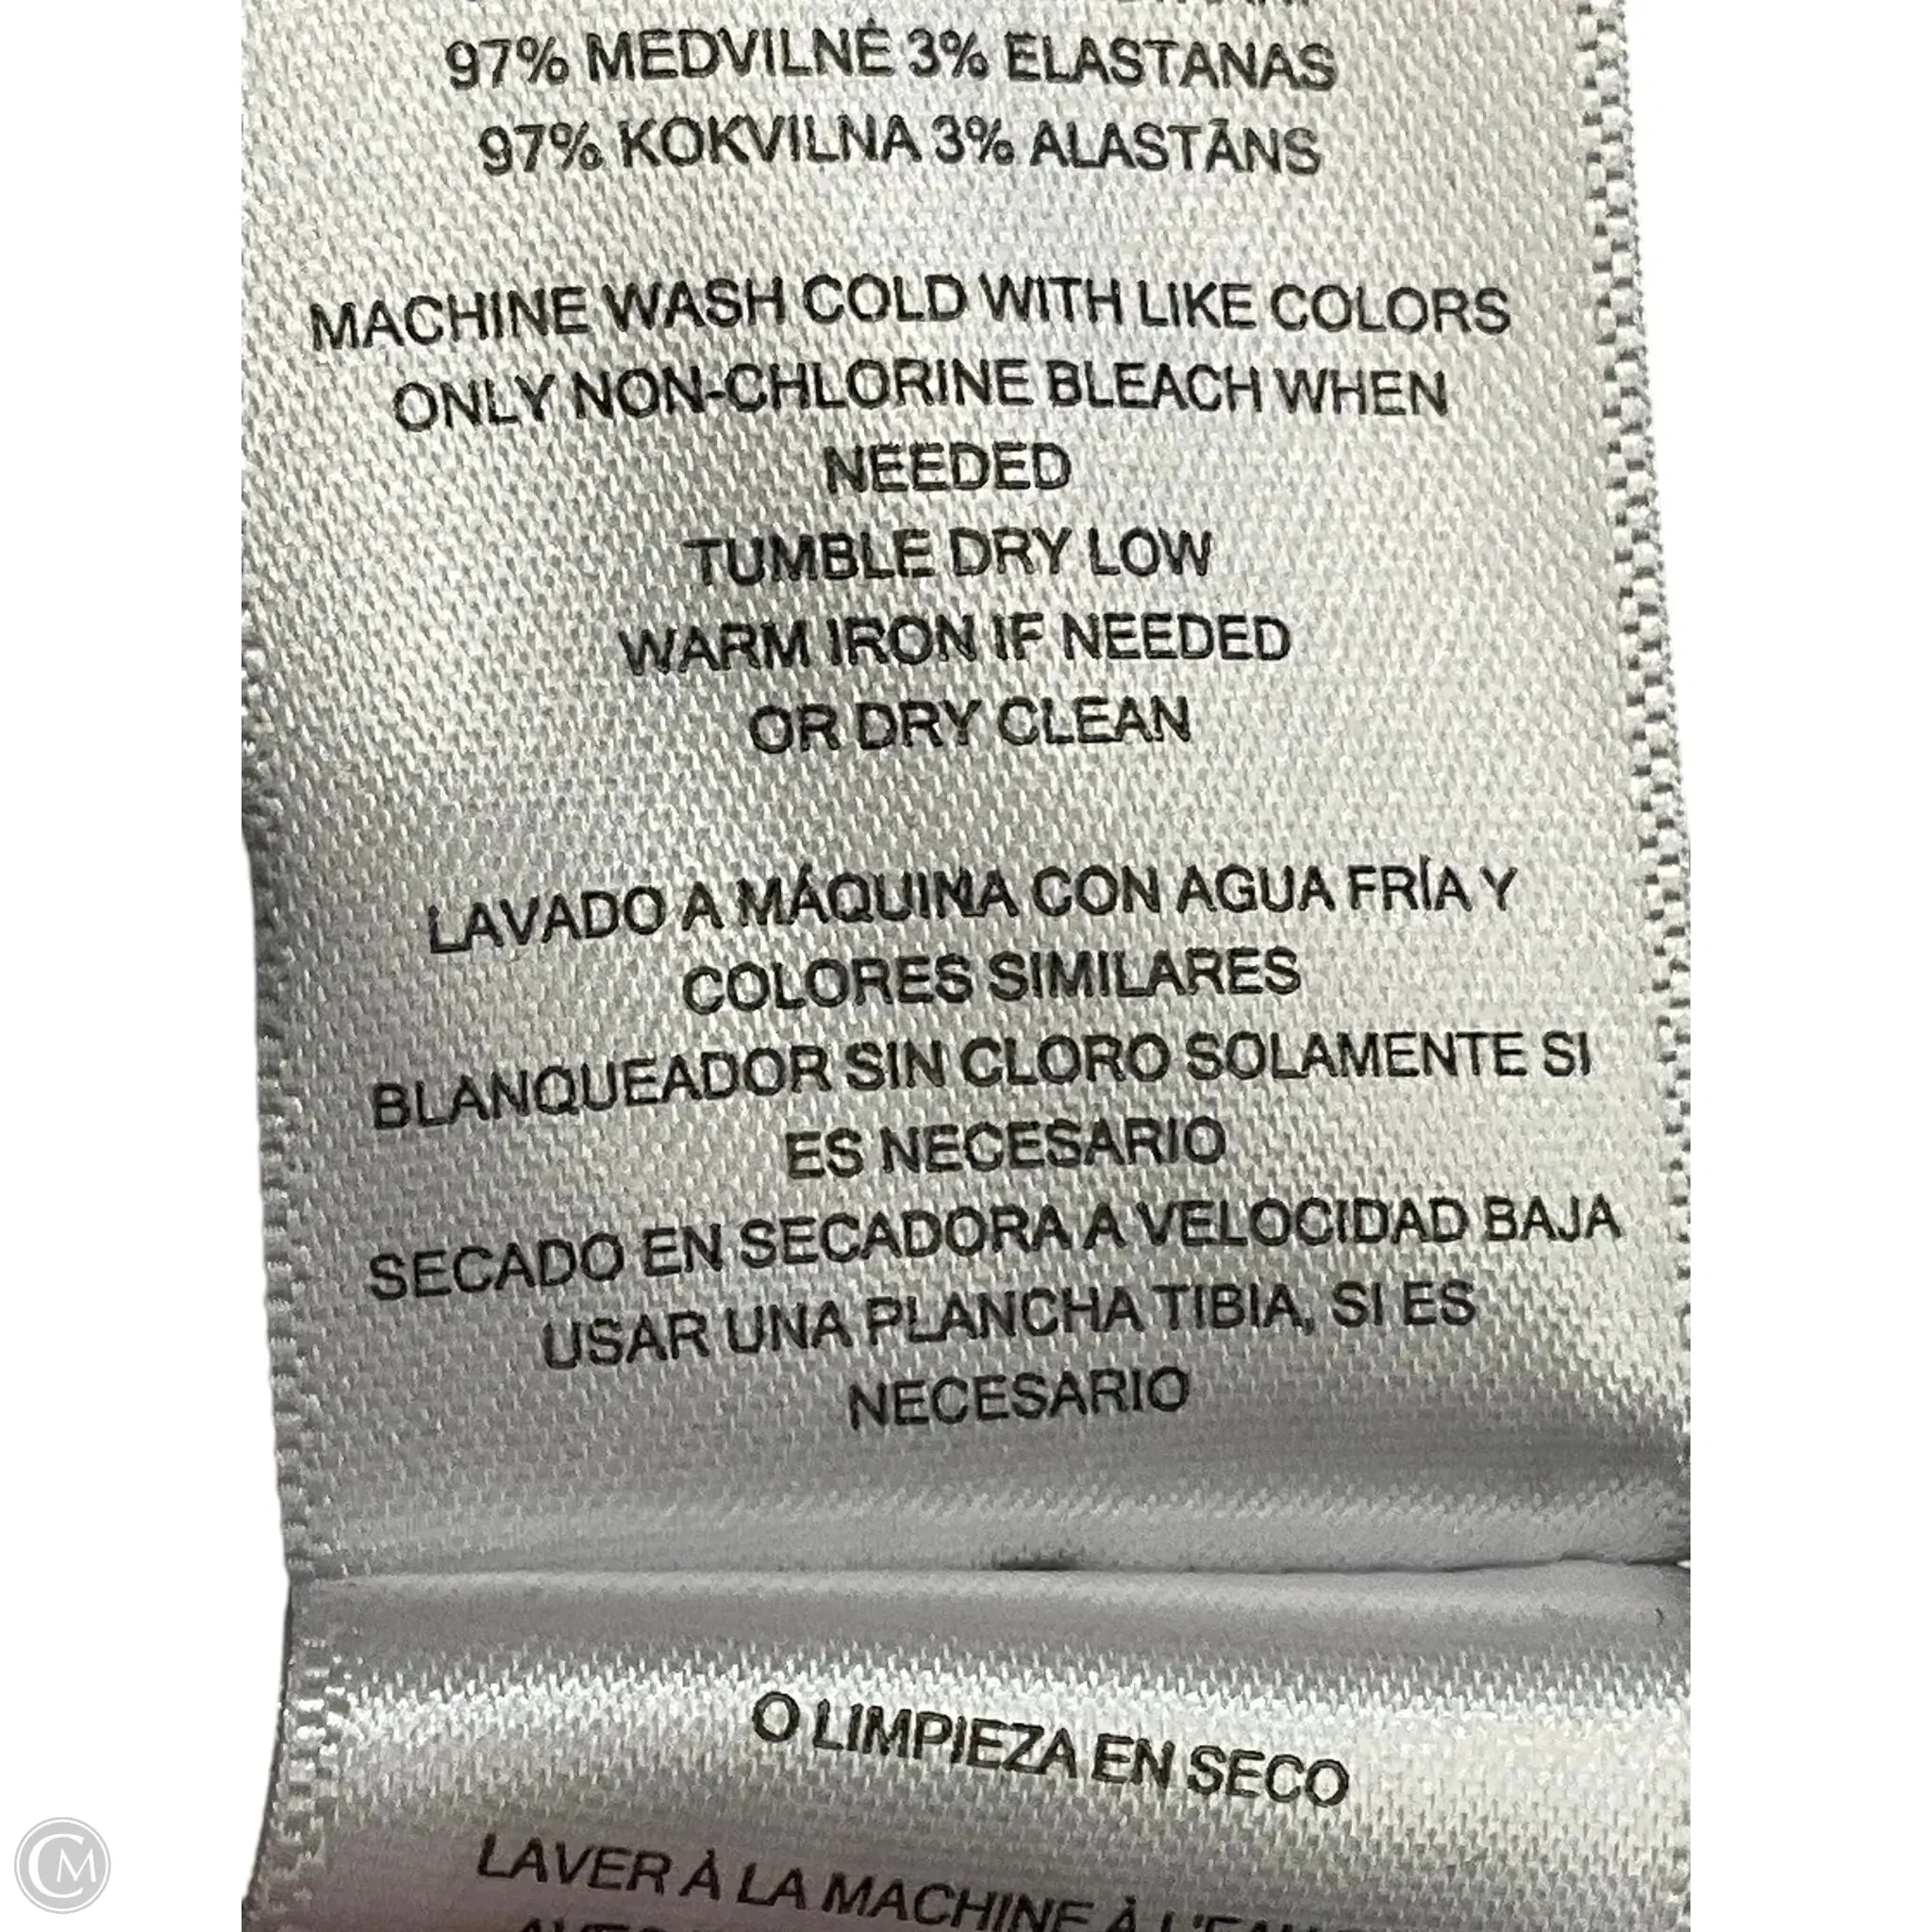 97% MEDVILNĖ 3% ELASTANAS
97% KOKVILNA 3% ALASTĀNS
MACHINE WASH COLD WITH LIKE COLORS
ONLY NON-CHLORINE BLEACH WHEN
NEEDED
TUMBLE DRY LOW
WARM IRON IF NEEDED
OR DRY CLEAN
LAVADO A MÁQUINA CON AGUA FRÍA Y
COLORES SIMILARES
BLANQUEADOR SIN CLORO SOLAMENTE SI
ES NECESARIO
SECADO EN SECADORA A VELOCIDAD BAJA
USAR UNA PLANCHA TIBIA, SI ES
NECESARIO
O LIMPIEZA EN SECO
LAVER À LA MACHINE À L'EAU
CM